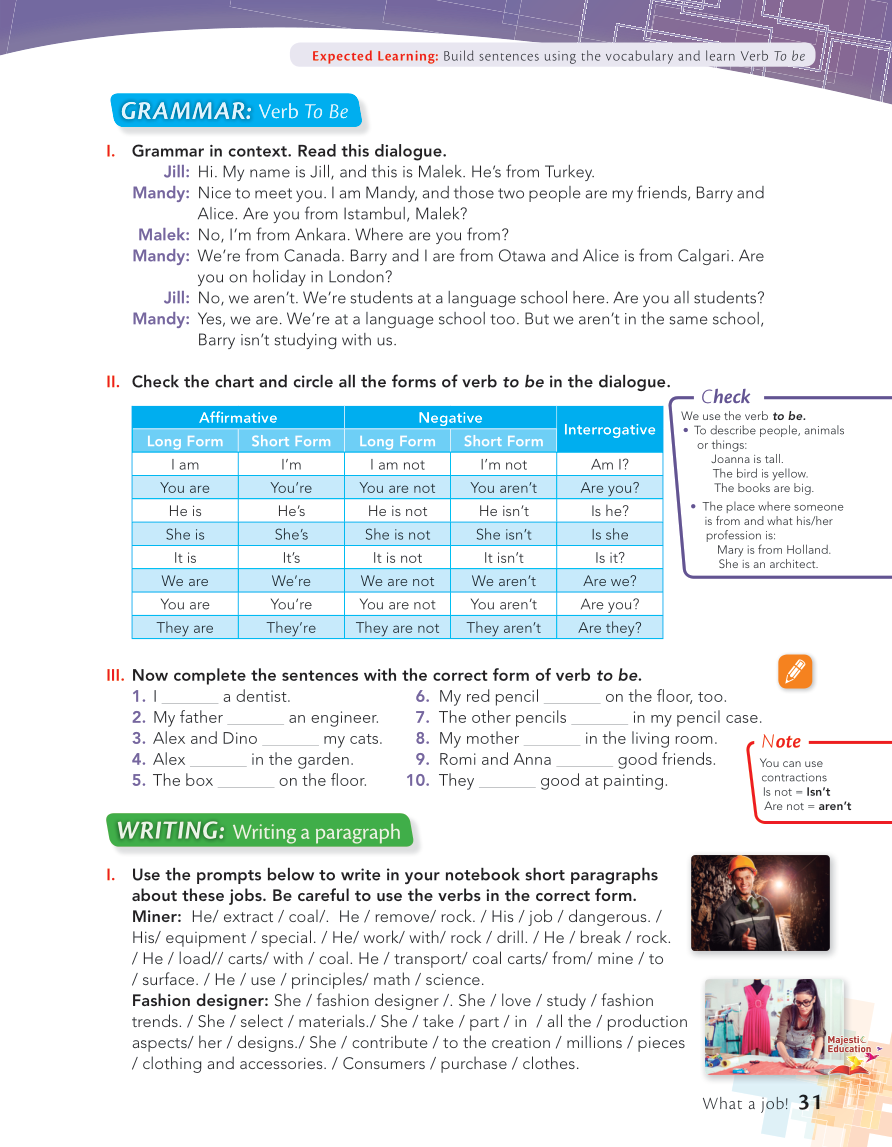 Expected Learning: Build sentences using the vocabulary and learn Verb To be
GRAMMAR: Verb To Be
I. Grammar in context. Read this dialogue.
Jill: Hi. My name is Jill, and this is Malek. He's from Turkey.
Mandy: Nice to meet you. I am Mandy, and those two people are my friends, Barry and
Alice. Are you from Istambul, Malek?
Malek: No, I'm from Ankara. Where are you from?
Mandy: We're from Canada. Barry and I are from Otawa and Alice is from Calgari. Are
you on holiday in London?
Jill: No, we aren't. We're students at a language school here. Are you all students?
Mandy: Yes, we are. We're at a language school too. But we aren't in the same school,
Barry isn't studying with us.
II. Check the chart and circle all the forms of verb to be in the dialogue.
Affirmative Negative Interrogative
Long Form Short Form Long Form Short Form
I am I'm I am not I'm not Am I?
You are You're You are not You aren't Are you?
He is He's He is not He isn't Is he?
She is She's She is not She isn't Is she
It is It's It is not It isn't Is it?
We are We're We are not We aren't Are we?
You are You're You are not You aren't Are you?
They are They're They are not They aren't Are they?
Check
We use the verb to be.
• To describe people, animals
or things:
Joanna is tall.
The bird is yellow.
The books are big.
• The place where someone
is from and what his/her
profession is:
Mary is from Holland.
She is an architect.
III. Now complete the sentences with the correct form of verb to be.
1. I _______ a dentist.
2. My father _______ an engineer.
3. Alex and Dino _______ my cats.
4. Alex _______ in the garden.
5. The box _______ on the floor.
6. My red pencil _______ on the floor, too.
7. The other pencils _______ in my pencil case.
8. My mother _______ in the living room.
9. Romi and Anna _______ good friends.
10. They _______ good at painting.
Note
You can use
contractions
Is not = Isn't
Are not = aren't
WRITING: Writing a paragraph
I. Use the prompts below to write in your notebook short paragraphs
about these jobs. Be careful to use the verbs in the correct form.
Miner: He/ extract / coal/. He / remove/ rock. / His / job / dangerous. /
His/ equipment / special. / He/ work/ with/ rock / drill. / He / break / rock.
/ He / load// carts/ with / coal. He / transport/ coal carts/ from/ mine / to
/ surface. / He / use / principles/ math / science.
Fashion designer: She / fashion designer /. She / love / study / fashion
trends. / She / select / materials./ She / take / part / in / all the / production
aspects/ her / designs./ She / contribute / to the creation / millions / pieces
/ clothing and accessories. / Consumers / purchase / clothes.
Majestic
Education
What a job! 31